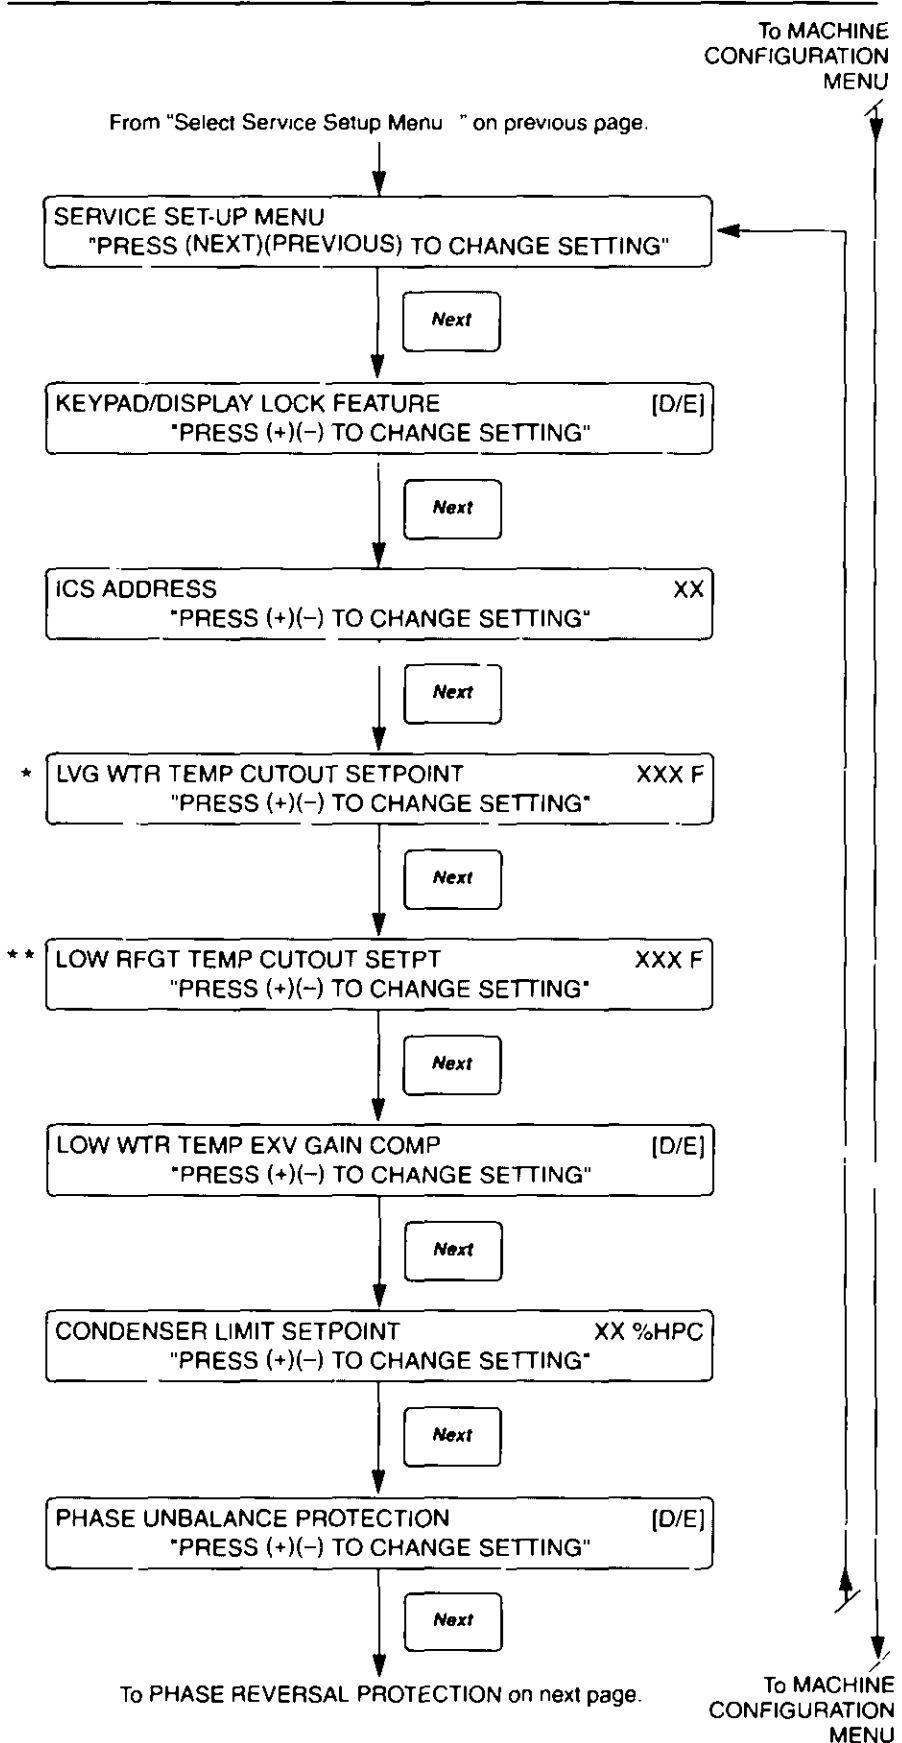 To MACHINE
CONFIGURATION
MENU
From "Select Service Setup Menu " on previous page.
SERVICE SET-UP MENU
"PRESS (NEXT)(PREVIOUS) TO CHANGE SETTING"
Next
KEYPAD/DISPLAY LOCK FEATURE [D/E]
"PRESS (+)(−) TO CHANGE SETTING"
Next
ICS ADDRESS XX
"PRESS (+)(−) TO CHANGE SETTING"
Next
* LVG WTR TEMP CUTOUT SETPOINT XXX F
"PRESS (+)(−) TO CHANGE SETTING"
Next
** LOW RFGT TEMP CUTOUT SETPT XXX F
"PRESS (+)(−) TO CHANGE SETTING"
Next
LOW WTR TEMP EXV GAIN COMP [D/E]
"PRESS (+)(−) TO CHANGE SETTING"
Next
CONDENSER LIMIT SETPOINT XX %HPC
"PRESS (+)(−) TO CHANGE SETTING"
Next
PHASE UNBALANCE PROTECTION [D/E]
"PRESS (+)(−) TO CHANGE SETTING"
Next
To PHASE REVERSAL PROTECTION on next page.
To MACHINE
CONFIGURATION
MENU